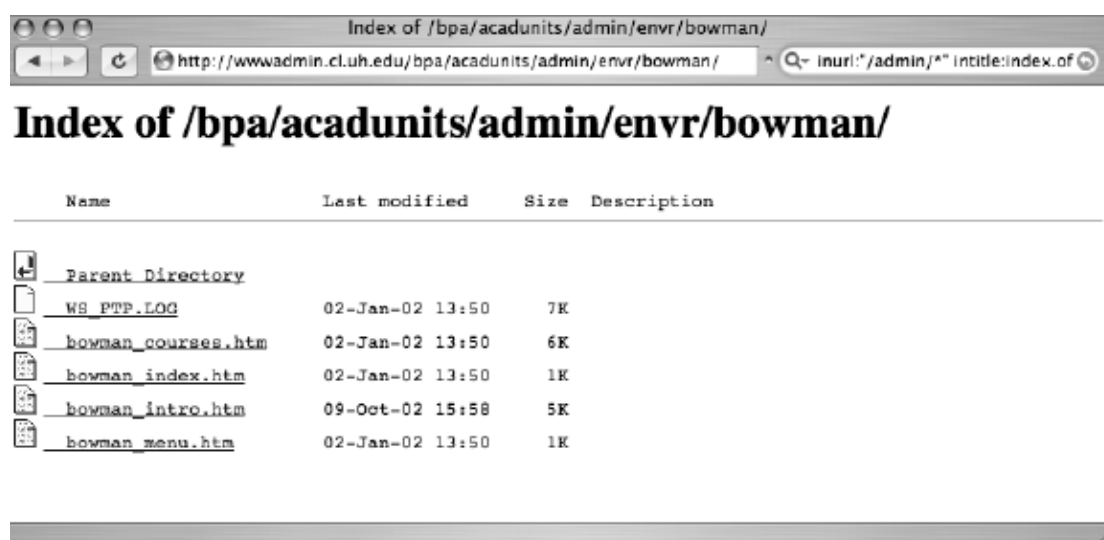 Index of /bpa/acadunits/admin/envr/bowman/
http://wwwadmin.cl.uh.edu/bpa/acadunits/admin/envr/bowman/ inurl:"/admin/*" intitle:index.of
Index of /bpa/acadunits/admin/envr/bowman/
Name Last modified Size Description
Parent Directory
WS_FTP.LOG 02-Jan-02 13:50 7K
bowman_courses.htm 02-Jan-02 13:50 6K
bowman_index.htm 02-Jan-02 13:50 1K
bowman_intro.htm 09-Oct-02 15:58 5K
bowman_menu.htm 02-Jan-02 13:50 1K